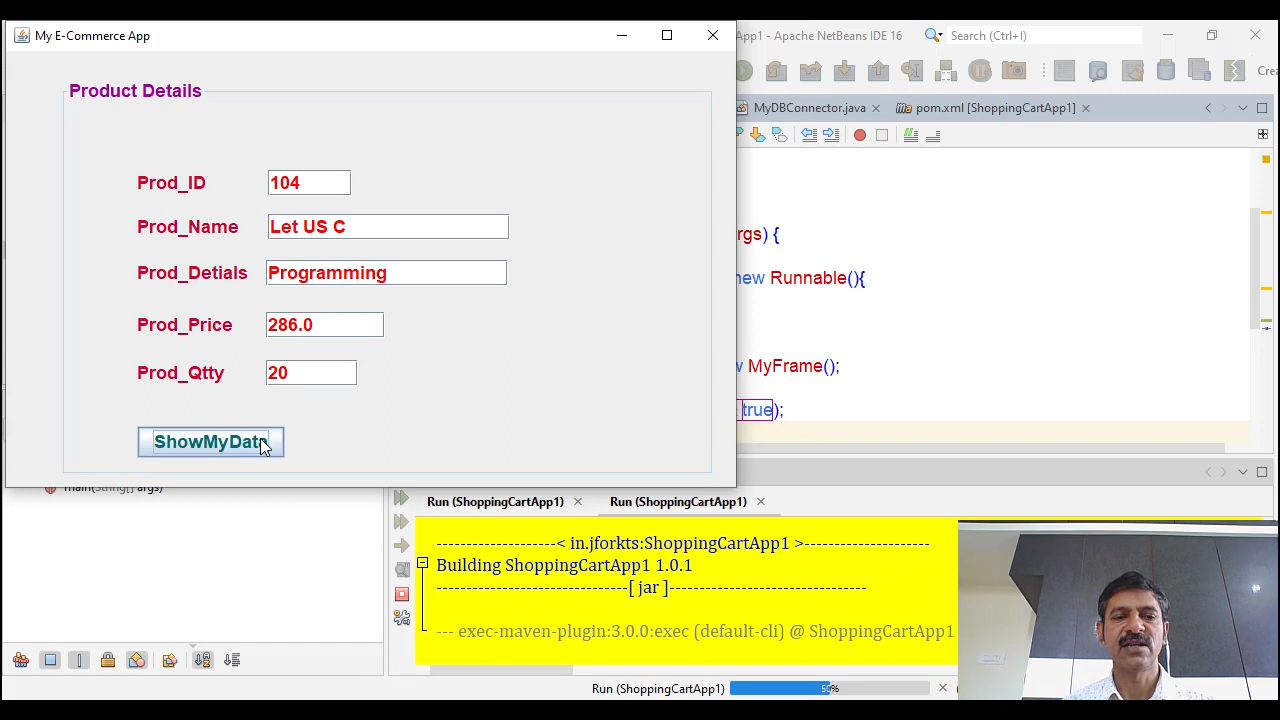 My E-Commerce App
App1 - Apache NetBeans IDE 16
Search (Ctrl+I)
Product Details
MyDBConnector.java
pom.xml [ShoppingCartApp1]
Prod_ID 104
Prod_Name Let US C
Prod_Detials Programming
Prod_Price 286.0
Prod_Qtty 20
ShowMyData
rgs) {
new Runnable(){
MyFrame();
true);
main(String[] args)
Run (ShoppingCartApp1)
Run (ShoppingCartApp1)
--------------------< in.jforkts:ShoppingCartApp1 >---------------------
Building ShoppingCartApp1 1.0.1
--------------------------------[ jar ]---------------------------------
--- exec-maven-plugin:3.0.0:exec (default-cli) @ ShoppingCartApp1
Run (ShoppingCartApp1)
50%